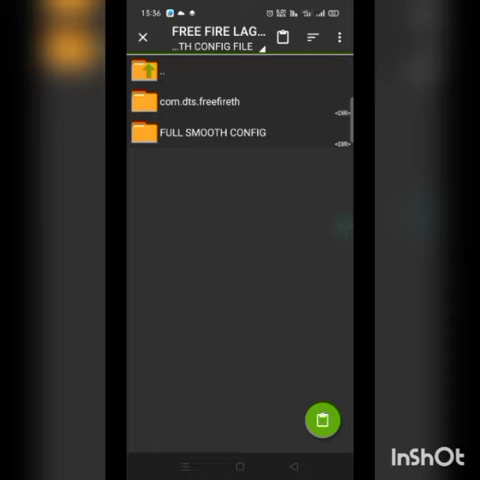 13:36
FREE FIRE LAG...
...TH CONFIG FILE
..
com.dts.freefireth
<DIR>
FULL SMOOTH CONFIG
<DIR>
InShOt